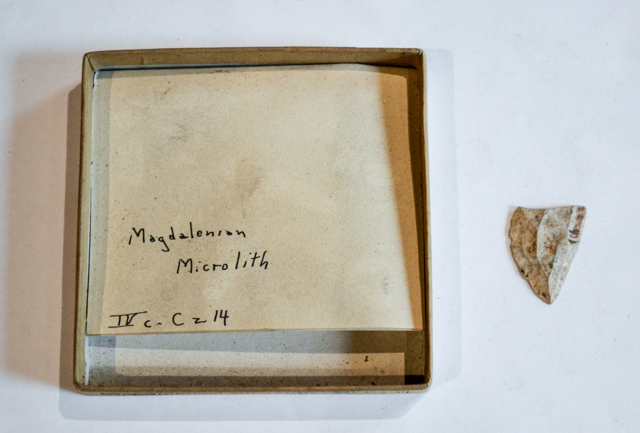 Magdalenian
Microlith
IV c - C z 14